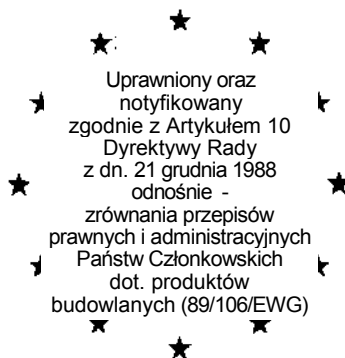 Uprawniony oraz
notyfikowany
zgodnie z Artykułem 10
Dyrektywy Rady
z dn. 21 grudnia 1988
odnośnie -
zrównania przepisów
prawnych i administracyjnych
Państw Członkowskich
dot. produktów
budowlanych (89/106/EWG)